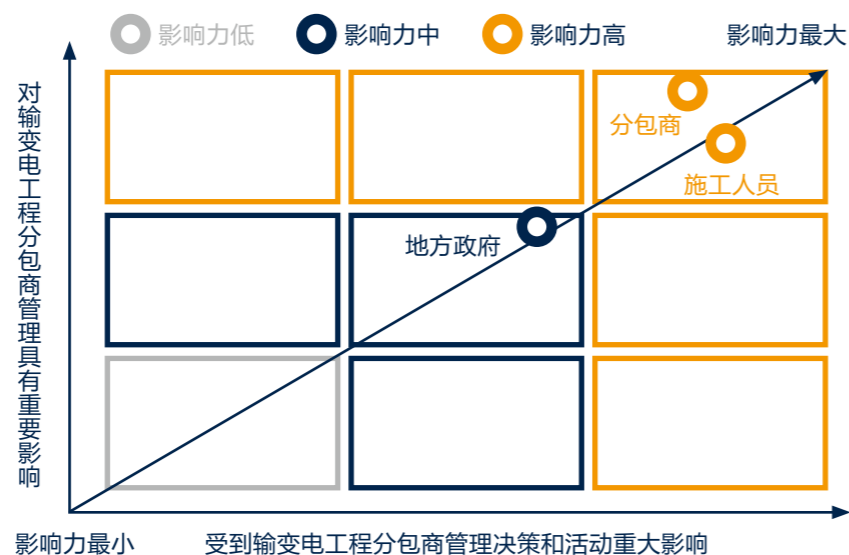 影响力低
影响力中
影响力高
影响力最大
对输变电工程分包商管理具有重要影响
分包商
施工人员
地方政府
影响力最小
受到输变电工程分包商管理决策和活动重大影响